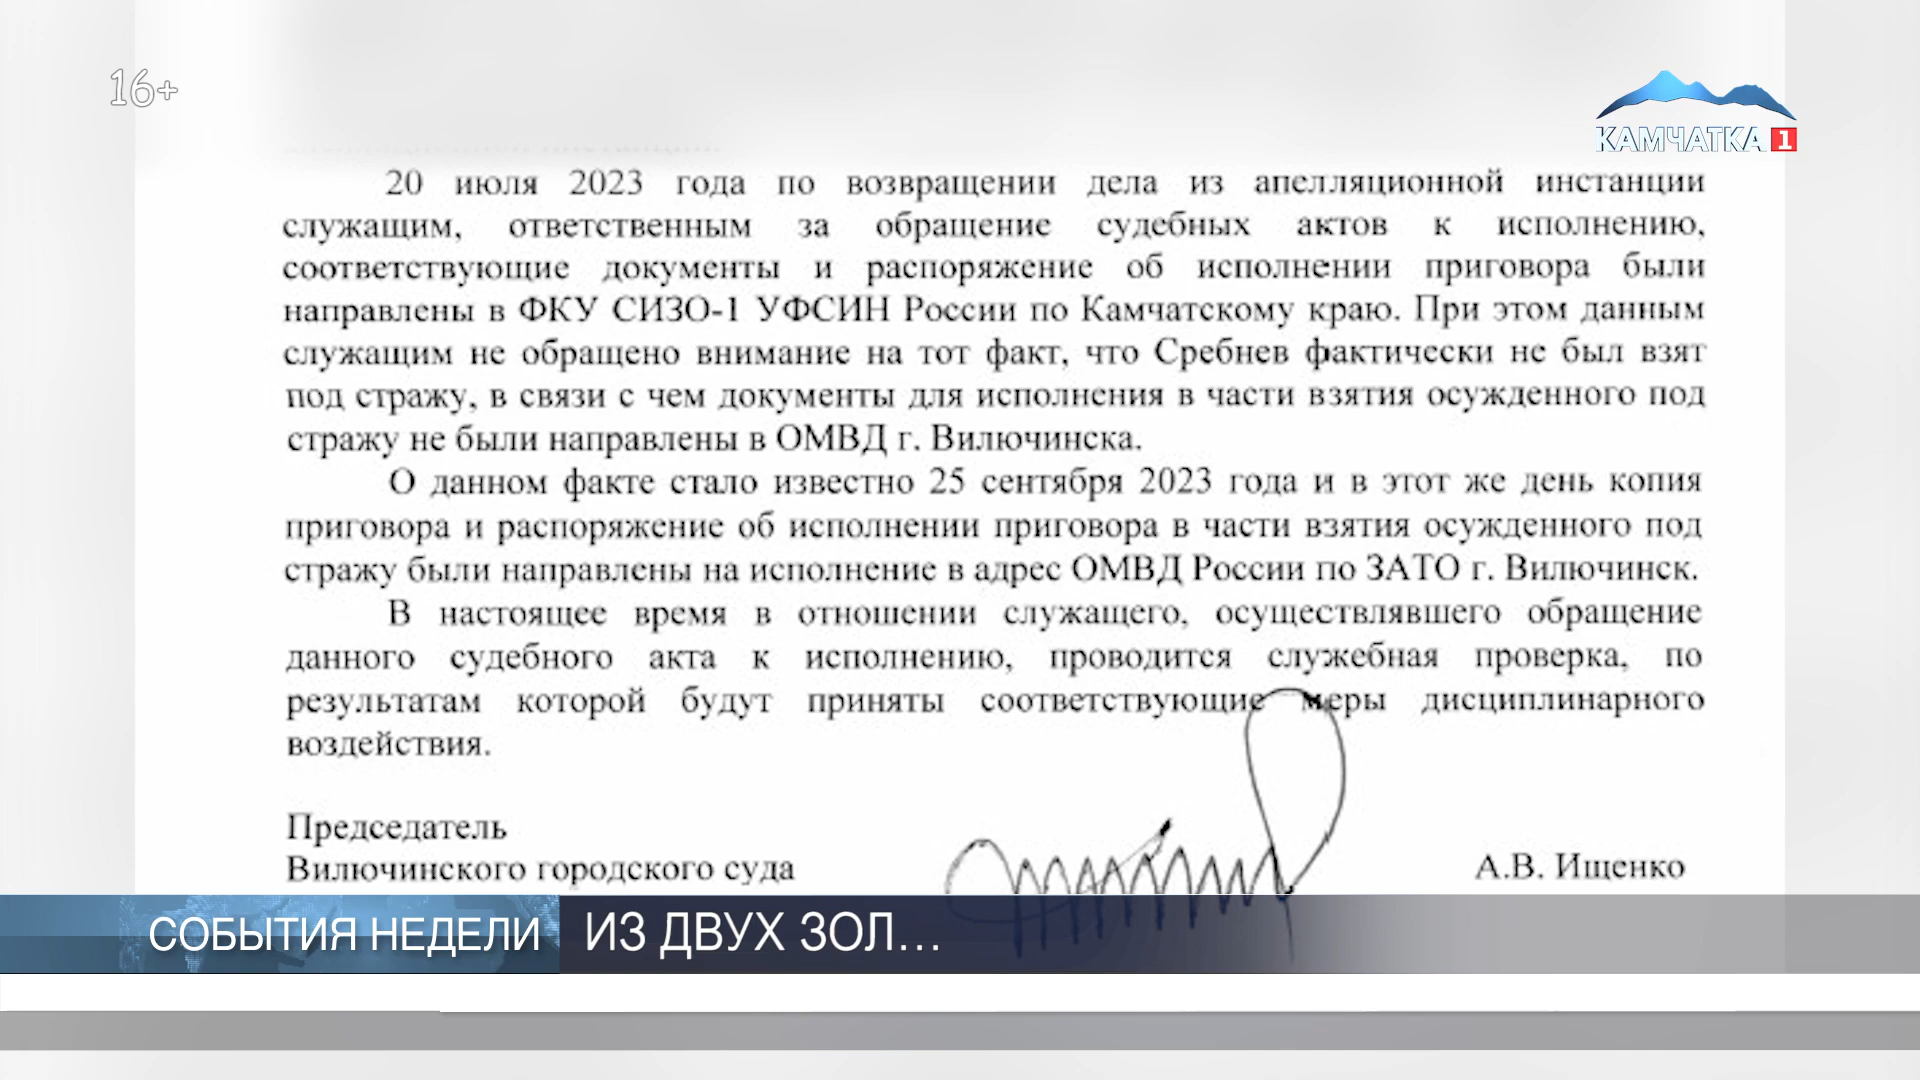 16+
КАМЧАТКА 1
20 июля 2023 года по возвращении дела из апелляционной инстанции
служащим, ответственным за обращение судебных актов к исполнению,
соответствующие документы и распоряжение об исполнении приговора были
направлены в ФКУ СИЗО-1 УФСИН России по Камчатскому краю. При этом данным
служащим не обращено внимание на тот факт, что Сребнев фактически не был взят
под стражу, в связи с чем документы для исполнения в части взятия осужденного под
стражу не были направлены в ОМВД г. Вилючинска.
О данном факте стало известно 25 сентября 2023 года и в этот же день копия
приговора и распоряжение об исполнении приговора в части взятия осужденного под
стражу были направлены на исполнение в адрес ОМВД России по ЗАТО г. Вилючинск.
В настоящее время в отношении служащего, осуществлявшего обращение
данного судебного акта к исполнению, проводится служебная проверка, по
результатам которой будут приняты соответствующие меры дисциплинарного
воздействия.
Председатель
Вилючинского городского суда А.В. Ищенко
СОБЫТИЯ НЕДЕЛИ ИЗ ДВУХ ЗОЛ...